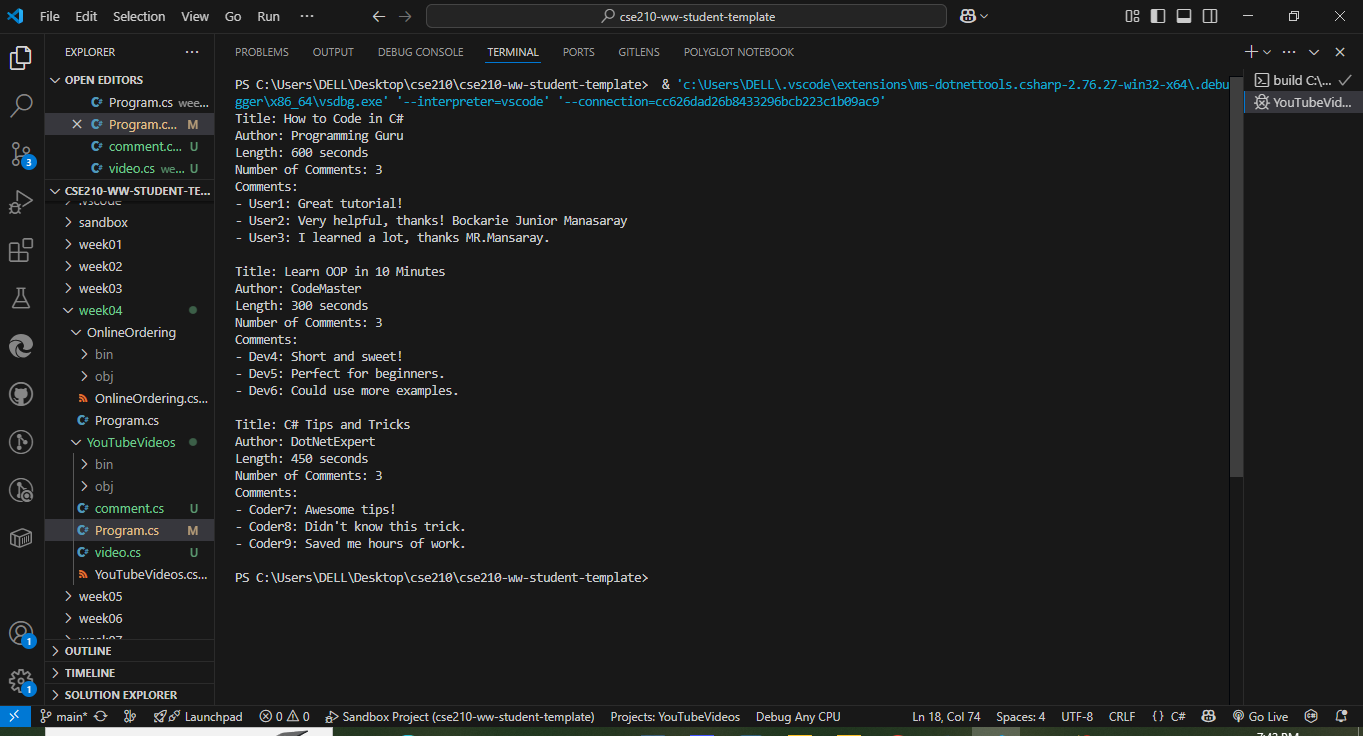 File Edit Selection View Go Run ··· cse210-ww-student-template
EXPLORER ···
OPEN EDITORS
Program.cs wee...
Program.c... M
comment.c... U
video.cs we... U
CSE210-WW-STUDENT-TE...
.vscode
sandbox
week01
week02
week03
week04
OnlineOrdering
bin
obj
OnlineOrdering.cs...
Program.cs
YouTubeVideos
bin
obj
comment.cs U
Program.cs M
video.cs U
YouTubeVideos.cs...
week05
week06
OUTLINE
TIMELINE
SOLUTION EXPLORER
3
1
1
PROBLEMS OUTPUT DEBUG CONSOLE TERMINAL PORTS GITLENS POLYGLOT NOTEBOOK
PS C:\Users\DELL\Desktop\cse210\cse210-ww-student-template> & 'c:\Users\DELL\.vscode\extensions\ms-dotnettools.csharp-2.76.27-win32-x64\.debu
gger\x86_64\vsdbg.exe' '--interpreter=vscode' '--connection=cc626dad26b8433296bcb223c1b09ac9'
Title: How to Code in C#
Author: Programming Guru
Length: 600 seconds
Number of Comments: 3
Comments:
- User1: Great tutorial!
- User2: Very helpful, thanks! Bockarie Junior Manasaray
- User3: I learned a lot, thanks MR.Mansaray.
Title: Learn OOP in 10 Minutes
Author: CodeMaster
Length: 300 seconds
Number of Comments: 3
Comments:
- Dev4: Short and sweet!
- Dev5: Perfect for beginners.
- Dev6: Could use more examples.
Title: C# Tips and Tricks
Author: DotNetExpert
Length: 450 seconds
Number of Comments: 3
Comments:
- Coder7: Awesome tips!
- Coder8: Didn't know this trick.
- Coder9: Saved me hours of work.
PS C:\Users\DELL\Desktop\cse210\cse210-ww-student-template>
build C:\...
YouTubeVid...
main* Launchpad 0 0 Sandbox Project (cse210-ww-student-template) Projects: YouTubeVideos Debug Any CPU Ln 18, Col 74 Spaces: 4 UTF-8 CRLF {} C# Go Live